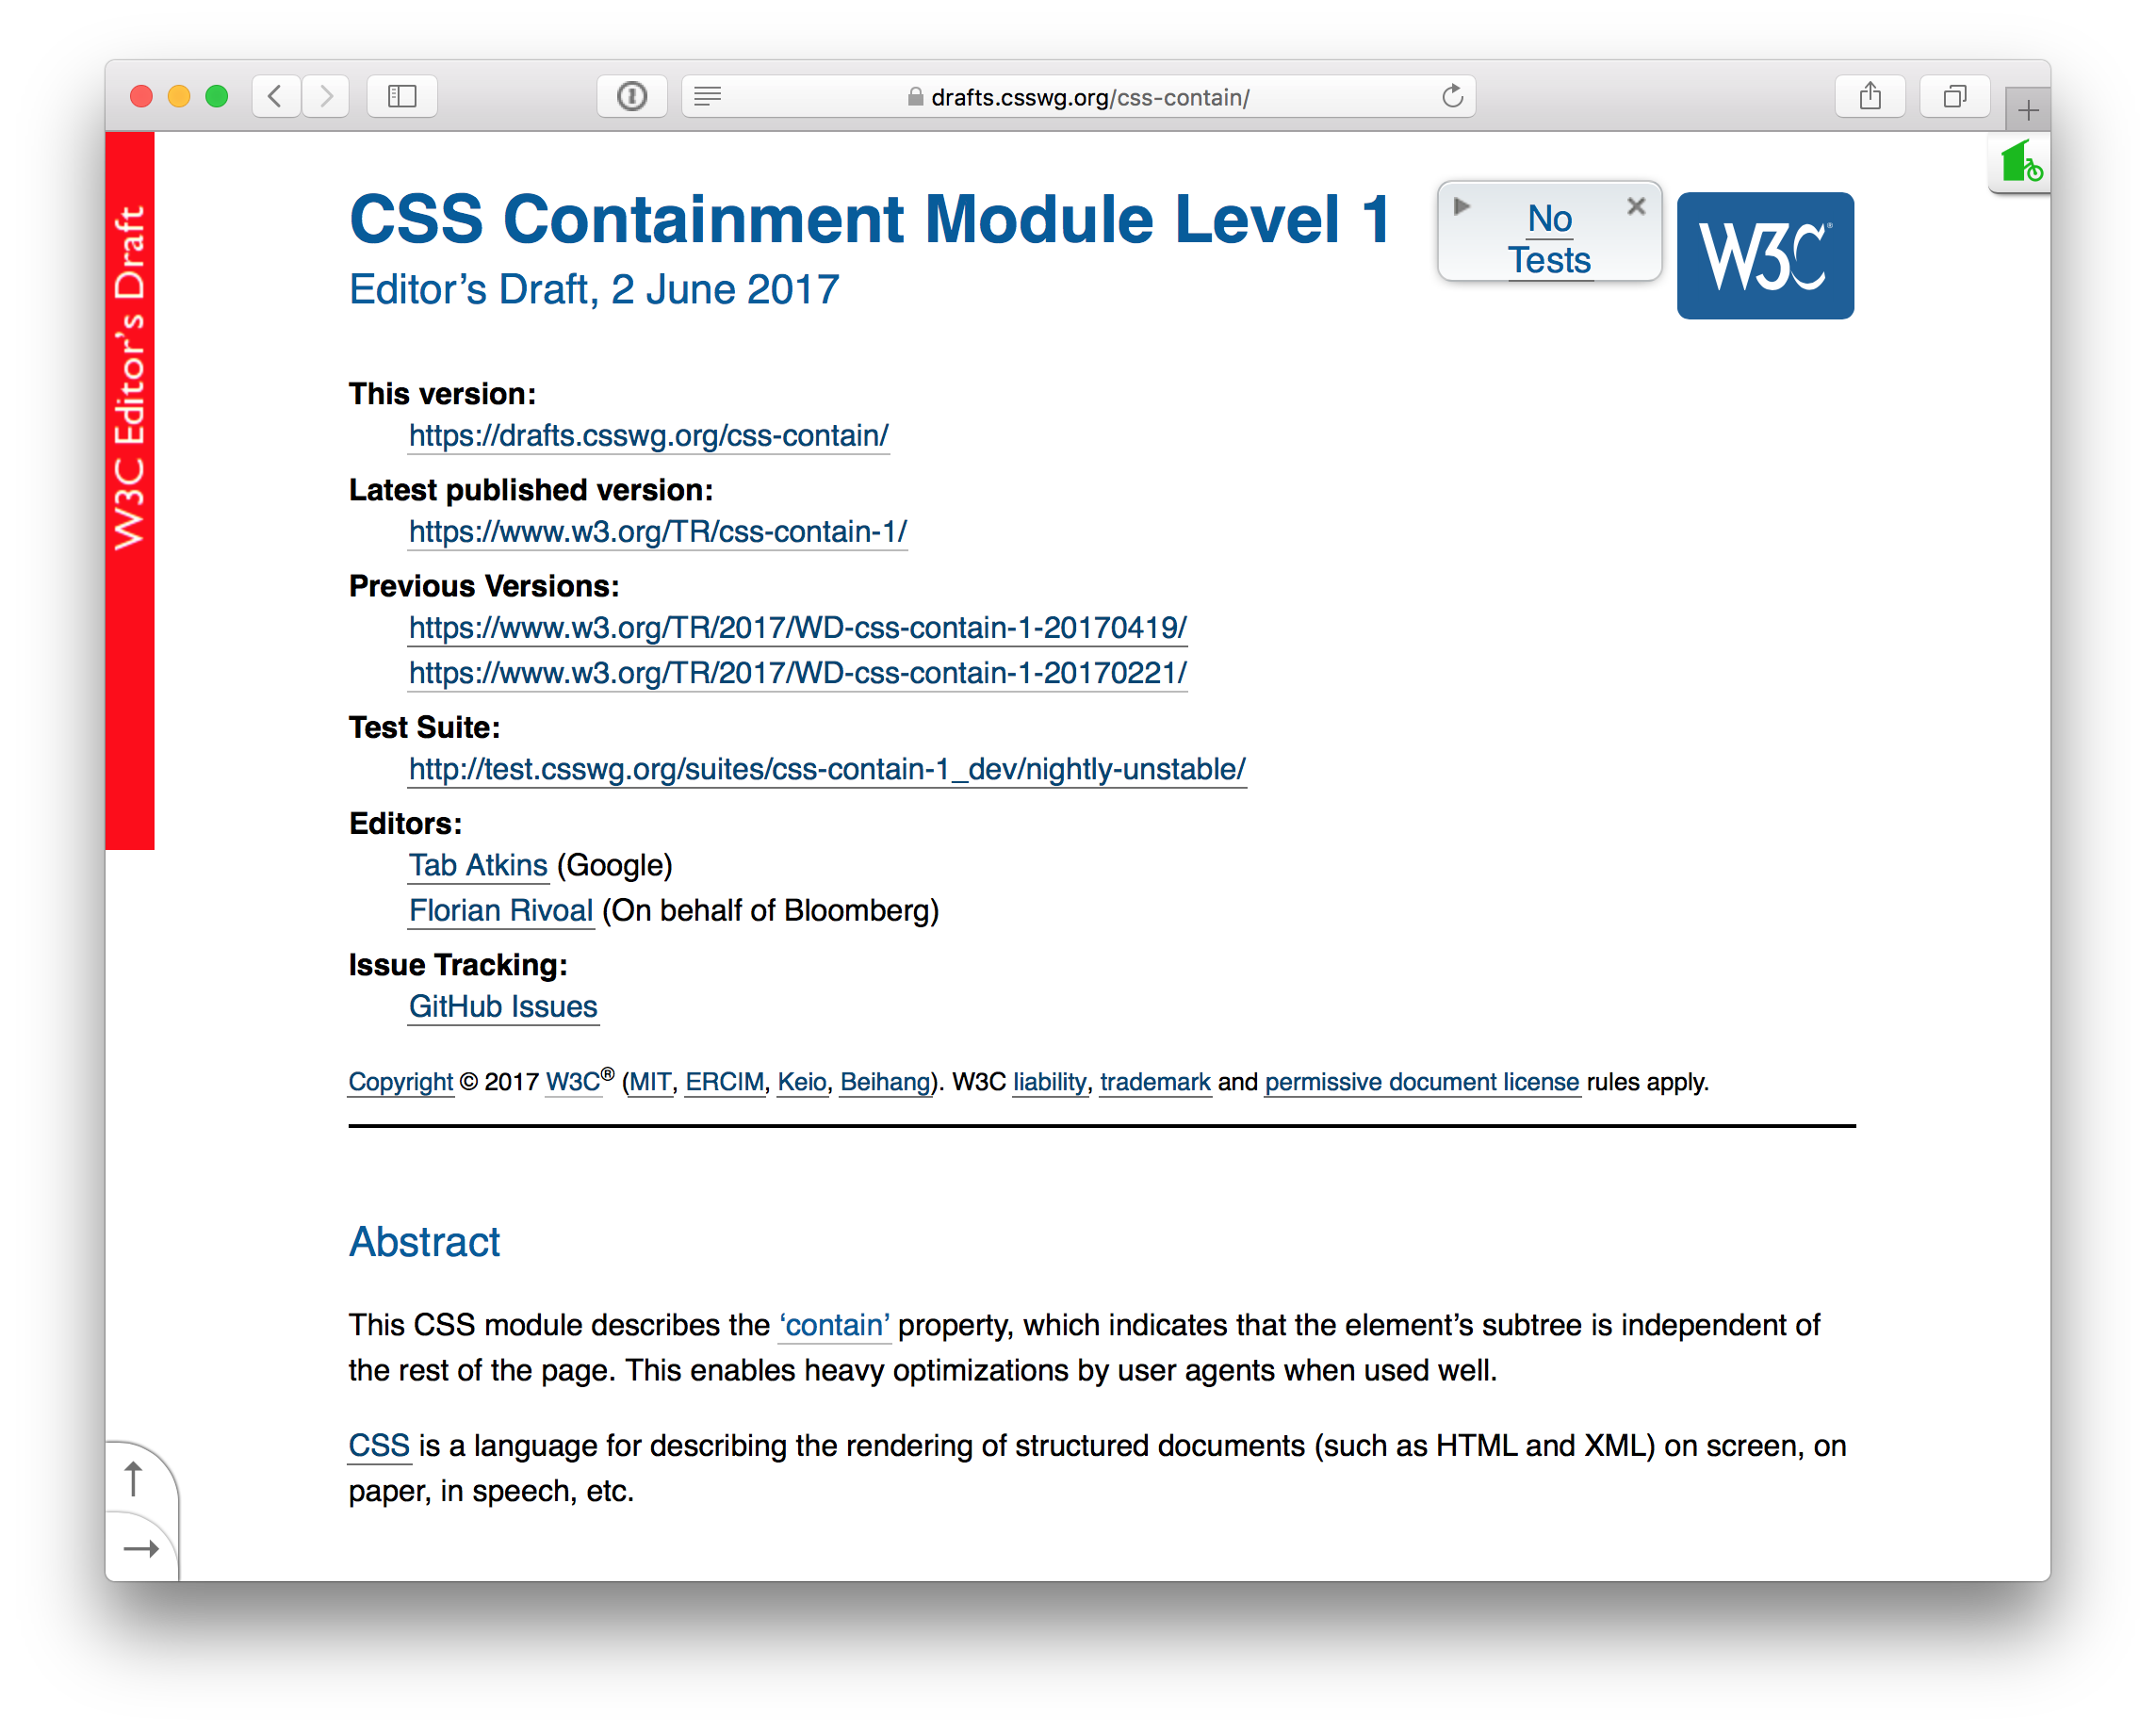 drafts.csswg.org/css-contain/
W3C Editor's Draft
CSS Containment Module Level 1
Editor’s Draft, 2 June 2017
No
Tests
W3C®
This version:
https://drafts.csswg.org/css-contain/
Latest published version:
https://www.w3.org/TR/css-contain-1/
Previous Versions:
https://www.w3.org/TR/2017/WD-css-contain-1-20170419/
https://www.w3.org/TR/2017/WD-css-contain-1-20170221/
Test Suite:
http://test.csswg.org/suites/css-contain-1_dev/nightly-unstable/
Editors:
Tab Atkins (Google)
Florian Rivoal (On behalf of Bloomberg)
Issue Tracking:
GitHub Issues
Copyright © 2017 W3C® (MIT, ERCIM, Keio, Beihang). W3C liability, trademark and permissive document license rules apply.
Abstract
This CSS module describes the ‘contain’ property, which indicates that the element’s subtree is independent of
the rest of the page. This enables heavy optimizations by user agents when used well.
CSS is a language for describing the rendering of structured documents (such as HTML and XML) on screen, on
paper, in speech, etc.